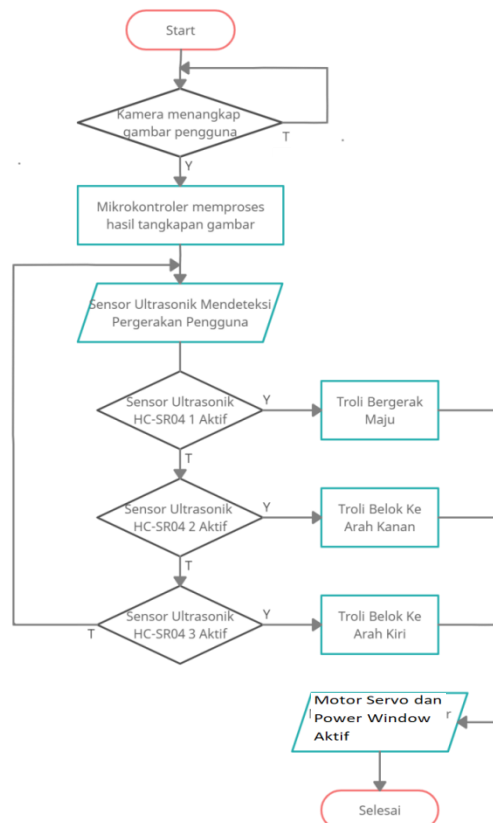 Start
Kamera menangkap
gambar pengguna
T
Y
Mikrokontroler memproses
hasil tangkapan gambar
Sensor Ultrasonik Mendeteksi
Pergerakan Pengguna
Sensor Ultrasonik
HC-SR04 1 Aktif
Y
Troli Bergerak
Maju
T
Sensor Ultrasonik
HC-SR04 2 Aktif
Y
Troli Belok Ke
Arah Kanan
T
Sensor Ultrasonik
HC-SR04 3 Aktif
Y
T
Troli Belok Ke
Arah Kiri
Motor Servo dan
Power Window
Aktif
Selesai